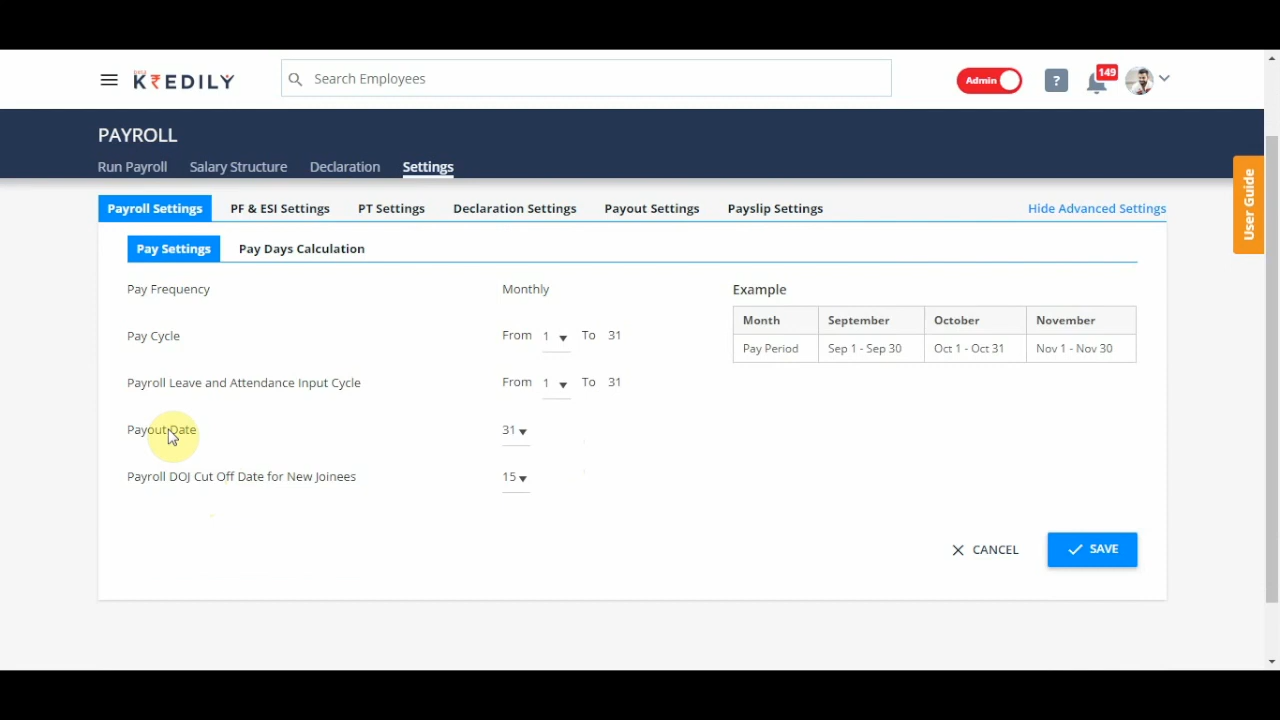 beta
KREDILY
Search Employees
Admin
?
149
PAYROLL
Run Payroll Salary Structure Declaration Settings
User Guide
Payroll Settings PF & ESI Settings PT Settings Declaration Settings Payout Settings Payslip Settings Hide Advanced Settings
Pay Settings Pay Days Calculation
Pay Frequency Monthly
Example
Month September October November
Pay Period Sep 1 - Sep 30 Oct 1 - Oct 31 Nov 1 - Nov 30
Pay Cycle From 1 To 31
Payroll Leave and Attendance Input Cycle From 1 To 31
Payout Date 31
Payroll DOJ Cut Off Date for New Joinees 15
CANCEL SAVE